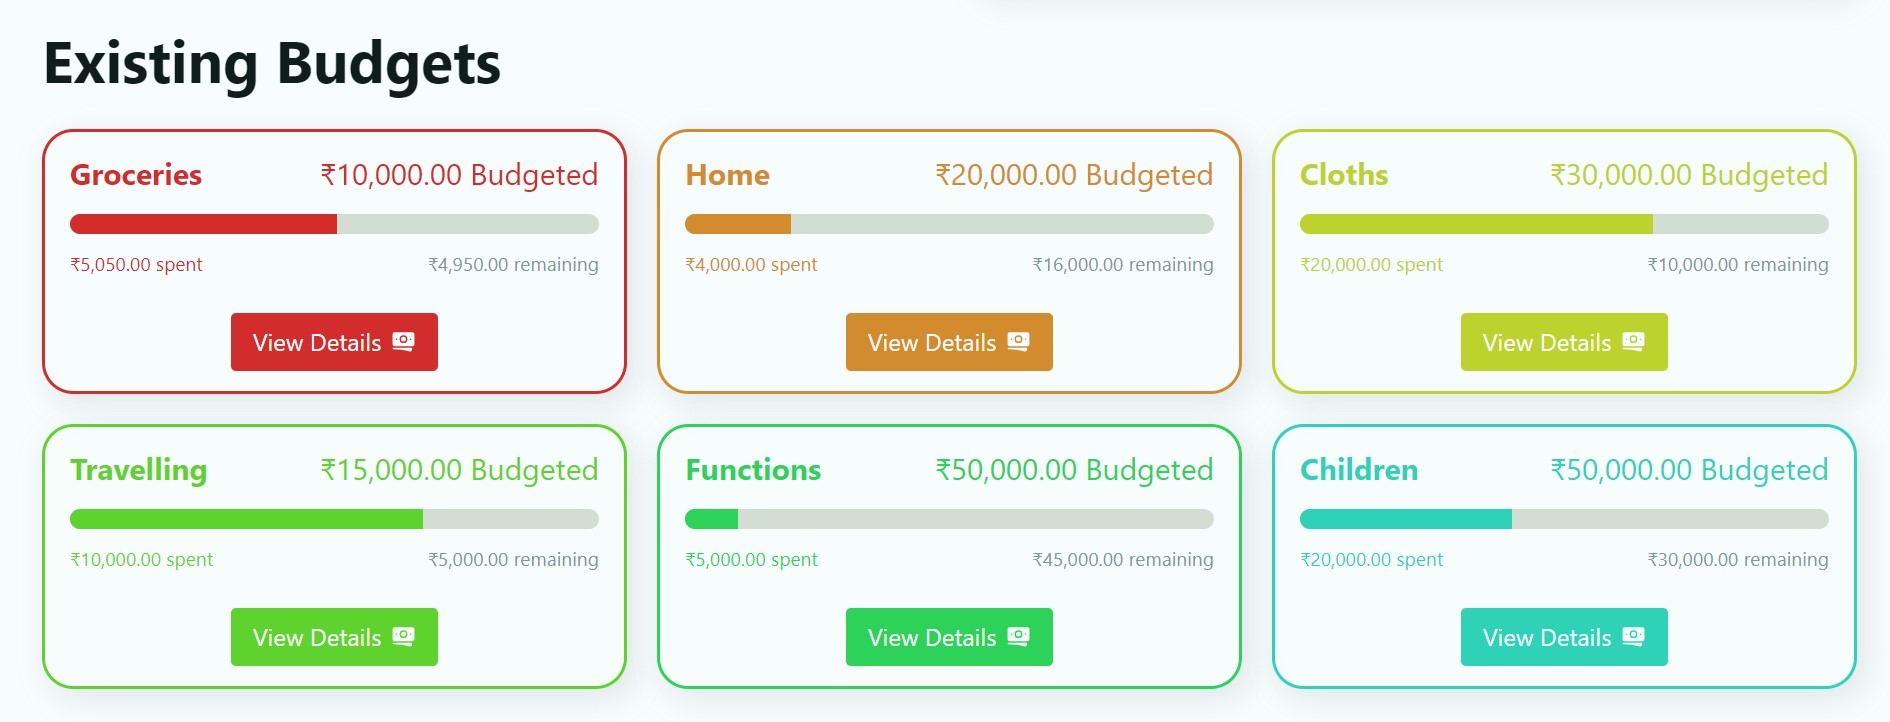 Existing Budgets
Groceries ₹10,000.00 Budgeted
₹5,050.00 spent ₹4,950.00 remaining
View Details
Home ₹20,000.00 Budgeted
₹4,000.00 spent ₹16,000.00 remaining
View Details
Cloths ₹30,000.00 Budgeted
₹20,000.00 spent ₹10,000.00 remaining
View Details
Travelling ₹15,000.00 Budgeted
₹10,000.00 spent ₹5,000.00 remaining
View Details
Functions ₹50,000.00 Budgeted
₹5,000.00 spent ₹45,000.00 remaining
View Details
Children ₹50,000.00 Budgeted
₹20,000.00 spent ₹30,000.00 remaining
View Details